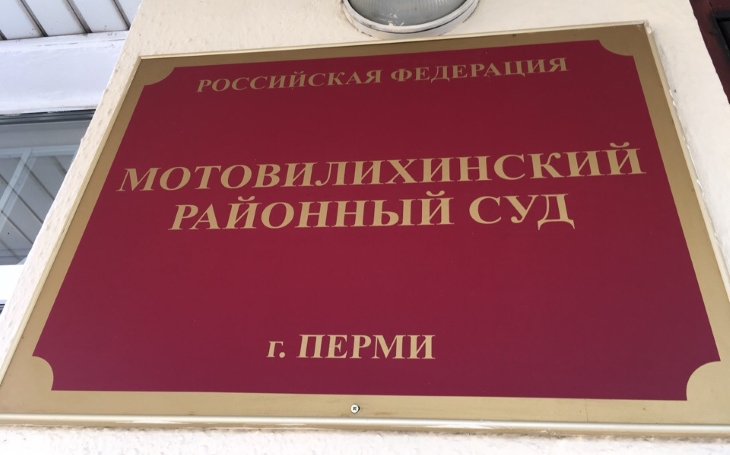 РОССИЙСКАЯ ФЕДЕРАЦИЯ
МОТОВИЛИХИНСКИЙ
РАЙОННЫЙ СУД
г. ПЕРМИ